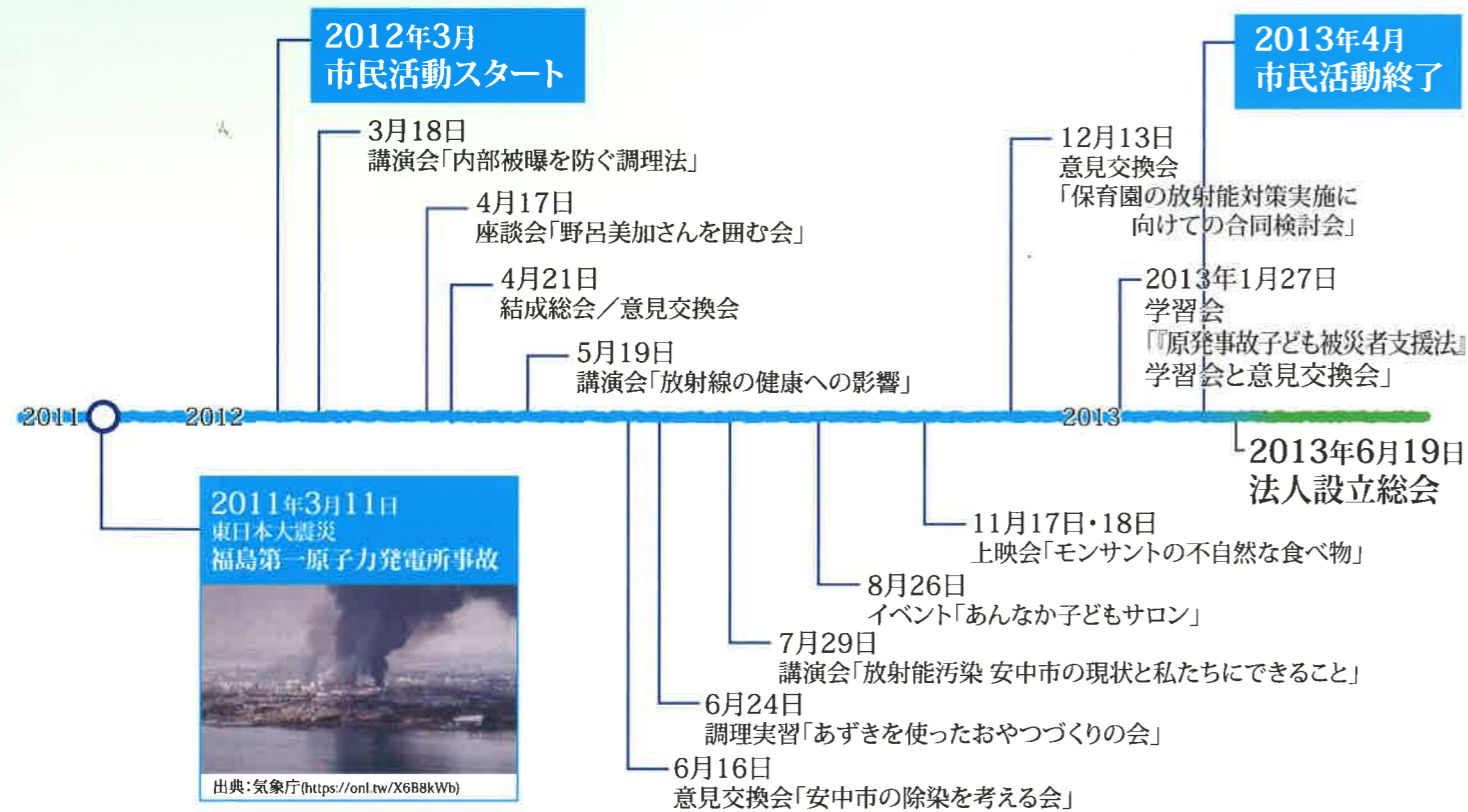 2012年3月
市民活動スタート
2013年4月
市民活動終了
3月18日
講演会「内部被曝を防ぐ調理法」
4月17日
座談会「野呂美加さんを囲む会」
4月21日
結成総会／意見交換会
5月19日
講演会「放射線の健康への影響」
12月13日
意見交換会
「保育園の放射能対策実施に
向けての合同検討会」
2013年1月27日
学習会
「『原発事故子ども被災者支援法』
学習会と意見交換会」
2011
2012
2013
2013年6月19日
法人設立総会
2011年3月11日
東日本大震災
福島第一原子力発電所事故
出典：気象庁(https://onl.tw/X6B8kWb)
11月17日・18日
上映会「モンサントの不自然な食べ物」
8月26日
イベント「あんなか子どもサロン」
7月29日
講演会「放射能汚染 安中市の現状と私たちにできること」
6月24日
調理実習「あずきを使ったおやつづくりの会」
6月16日
意見交換会「安中市の除染を考える会」